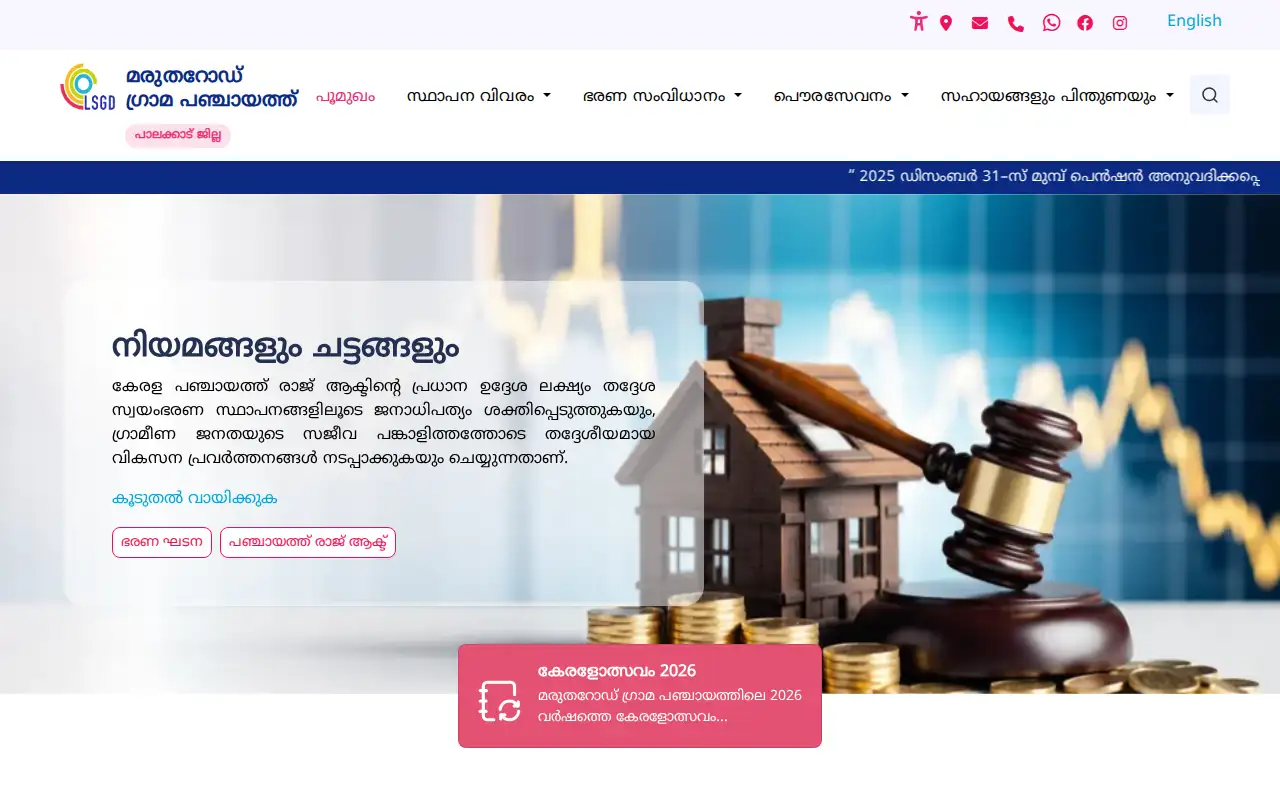 English
മരുതറോഡ്
ഗ്രാമ പഞ്ചായത്ത്
LSGD
പാലക്കാട് ജില്ല
പൂമുഖം
സ്ഥാപന വിവരം
ഭരണ സംവിധാനം
പൌരസേവനം
സഹായങ്ങളും പിന്തുണയും
“ 2025 ഡിസംബർ 31–സ് മുമ്പ് പെൻഷൻ
നിയമങ്ങളും ചട്ടങ്ങളും
കേരള പഞ്ചായത്ത് രാജ് ആക്ടിന്റെ പ്രധാന ഉദ്ദേശ ലക്ഷ്യം തദ്ദേശ
സ്വയംഭരണ സ്ഥാപനങ്ങളിലൂടെ ജനാധിപത്യം ശക്തിപ്പെടുത്തുകയും,
ഗ്രാമീണ ജനതയുടെ സജീവ പങ്കാളിത്തത്തോടെ തദ്ദേശീയമായ
വികസന പ്രവർത്തനങ്ങൾ നടപ്പാക്കുകയും ചെയ്യുന്നതാണ്.
കൂടുതൽ വായിക്കുക
ഭരണ ഘടന
പഞ്ചായത്ത് രാജ് ആക്ട്
കേരളോത്സവം 2026
മരുതറോഡ് ഗ്രാമ പഞ്ചായത്തിലെ 2026
വർഷത്തെ കേരളോത്സവം...